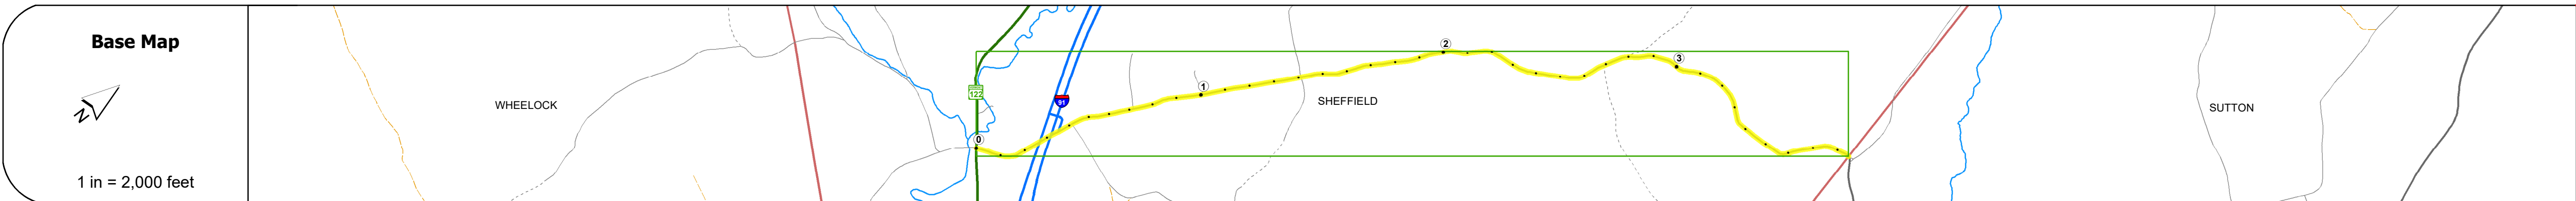 Base Map
N
1 in = 2,000 feet
WHEELOCK
122
0
91
1
SHEFFIELD
2
3
SUTTON